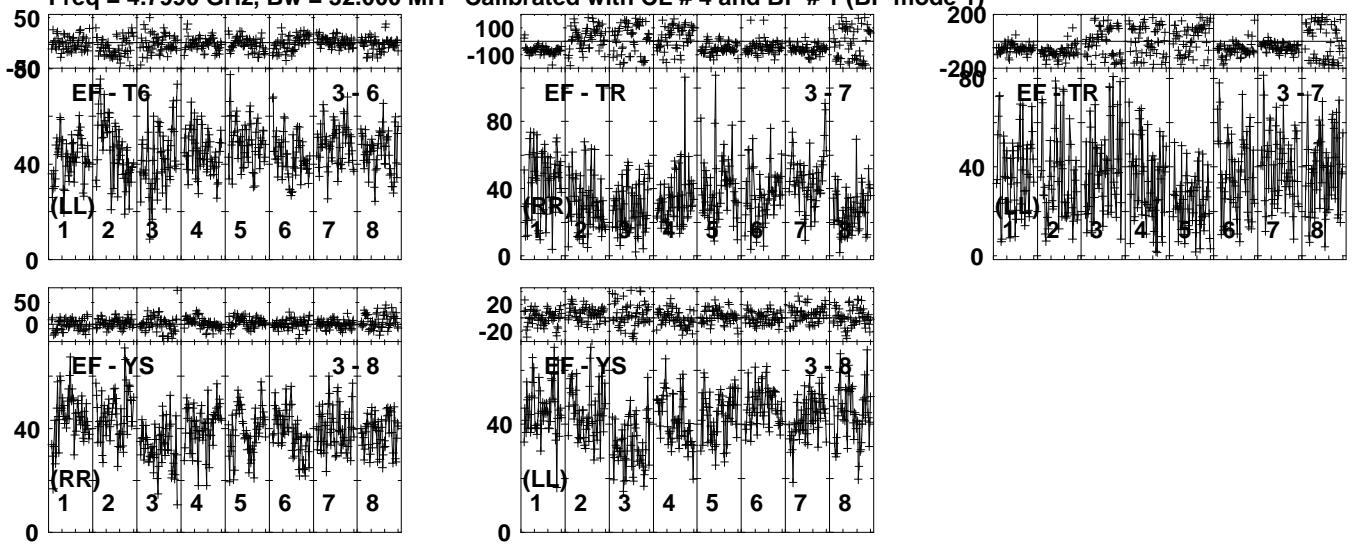 Freq = 4.7990 GHz, Bw = 32.000 MH Calibrated with CL # 4 and BP # 1 (BP mode 1)
50
-50
80
EF - T6 3 - 6
40
(LL)
1 2 3 4 5 6 7 8
0
100
-100
EF - TR 3 - 7
80
40
(RR)
1 2 3 4 5 6 7 8
0
200
-200
80
EF - TR 3 - 7
40
(LL)
1 2 3 4 5 6 7 8
0
50
0
EF - YS 3 - 8
40
(RR)
1 2 3 4 5 6 7 8
0
20
-20
EF - YS 3 - 8
40
(LL)
1 2 3 4 5 6 7 8
0